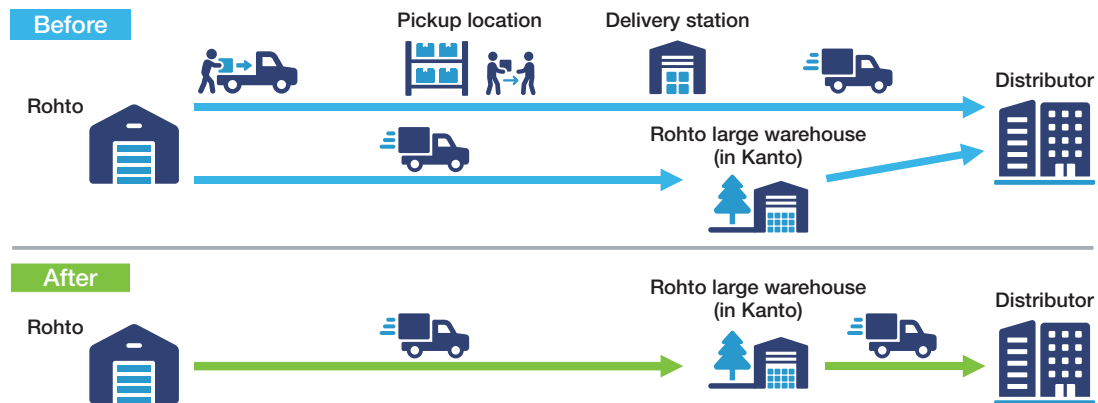 Before
Pickup location
Delivery station
Rohto
Distributor
Rohto large warehouse
(in Kanto)
After
Rohto
Rohto large warehouse
(in Kanto)
Distributor